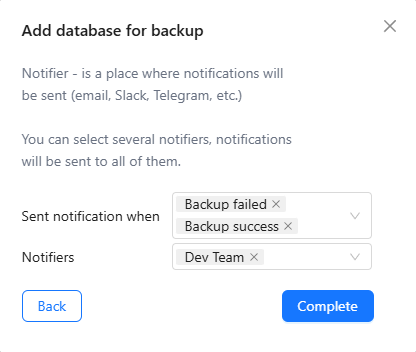 Add database for backup
Notifier - is a place where notifications will
be sent (email, Slack, Telegram, etc.)
You can select several notifiers, notifications
will be sent to all of them.
Sent notification when
Backup failed
Backup success
Notifiers
Dev Team
Back
Complete